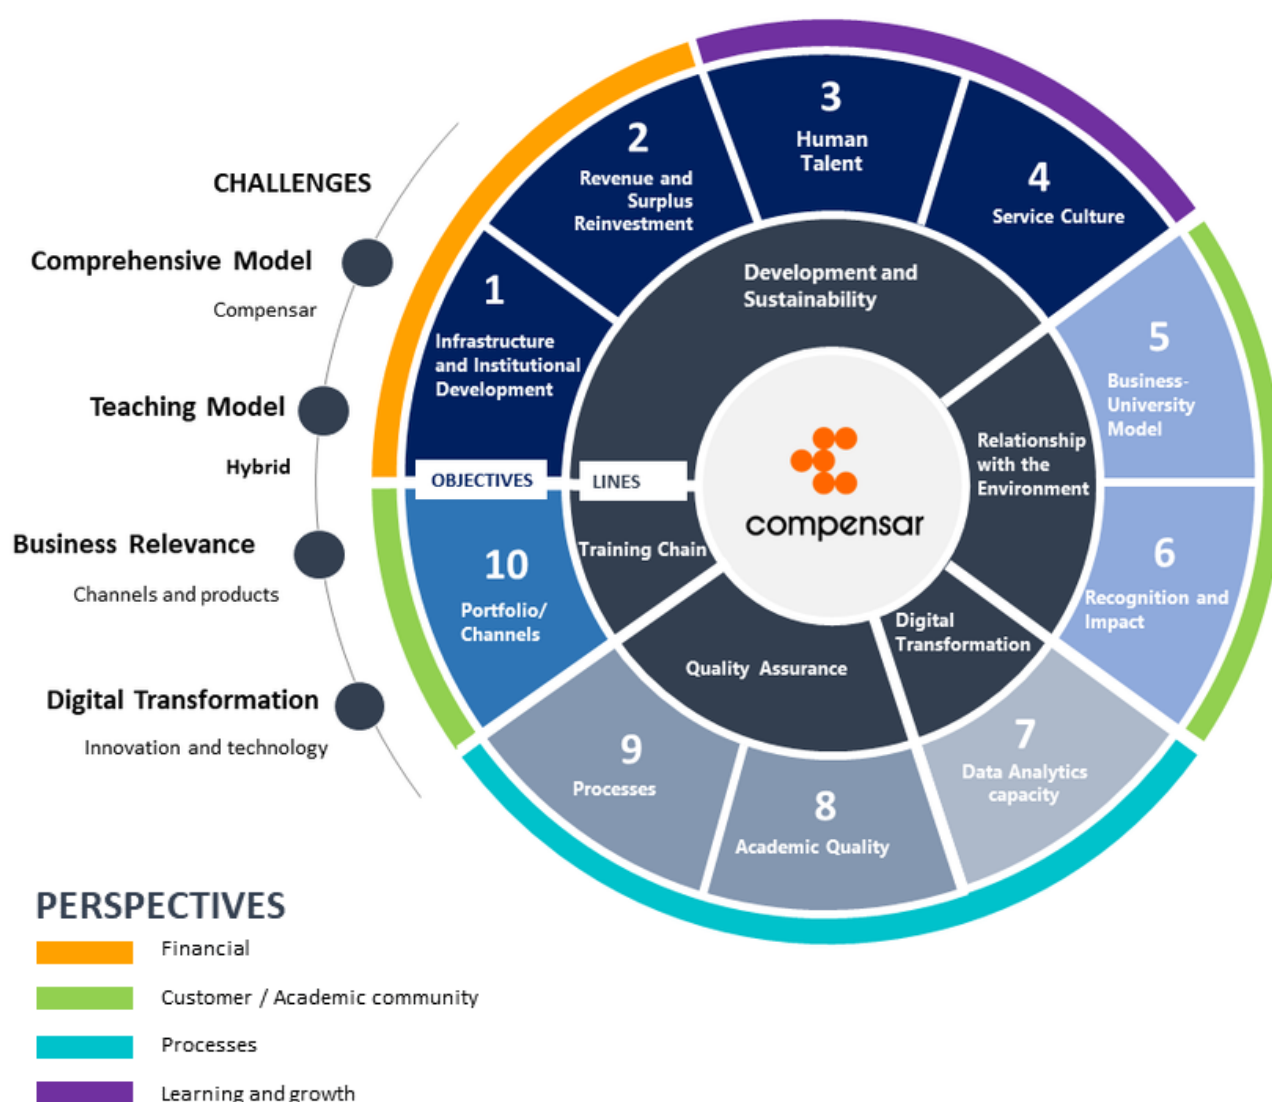 CHALLENGES
Comprehensive Model
Compensar
Teaching Model
Hybrid
Business Relevance
Channels and products
Digital Transformation
Innovation and technology
1
Infrastructure
and Institutional
Development
2
Revenue and
Surplus
Reinvestment
3
Human
Talent
4
Service Culture
5
Business-
University
Model
6
Recognition and
Impact
7
Data Analytics
capacity
8
Academic Quality
9
Processes
10
Portfolio/
Channels
OBJECTIVES
LINES
Development and
Sustainability
Relationship
with the
Environment
Digital
Transformation
Quality Assurance
Training Chain
compensar
PERSPECTIVES
Financial
Customer / Academic community
Processes
Learning and growth